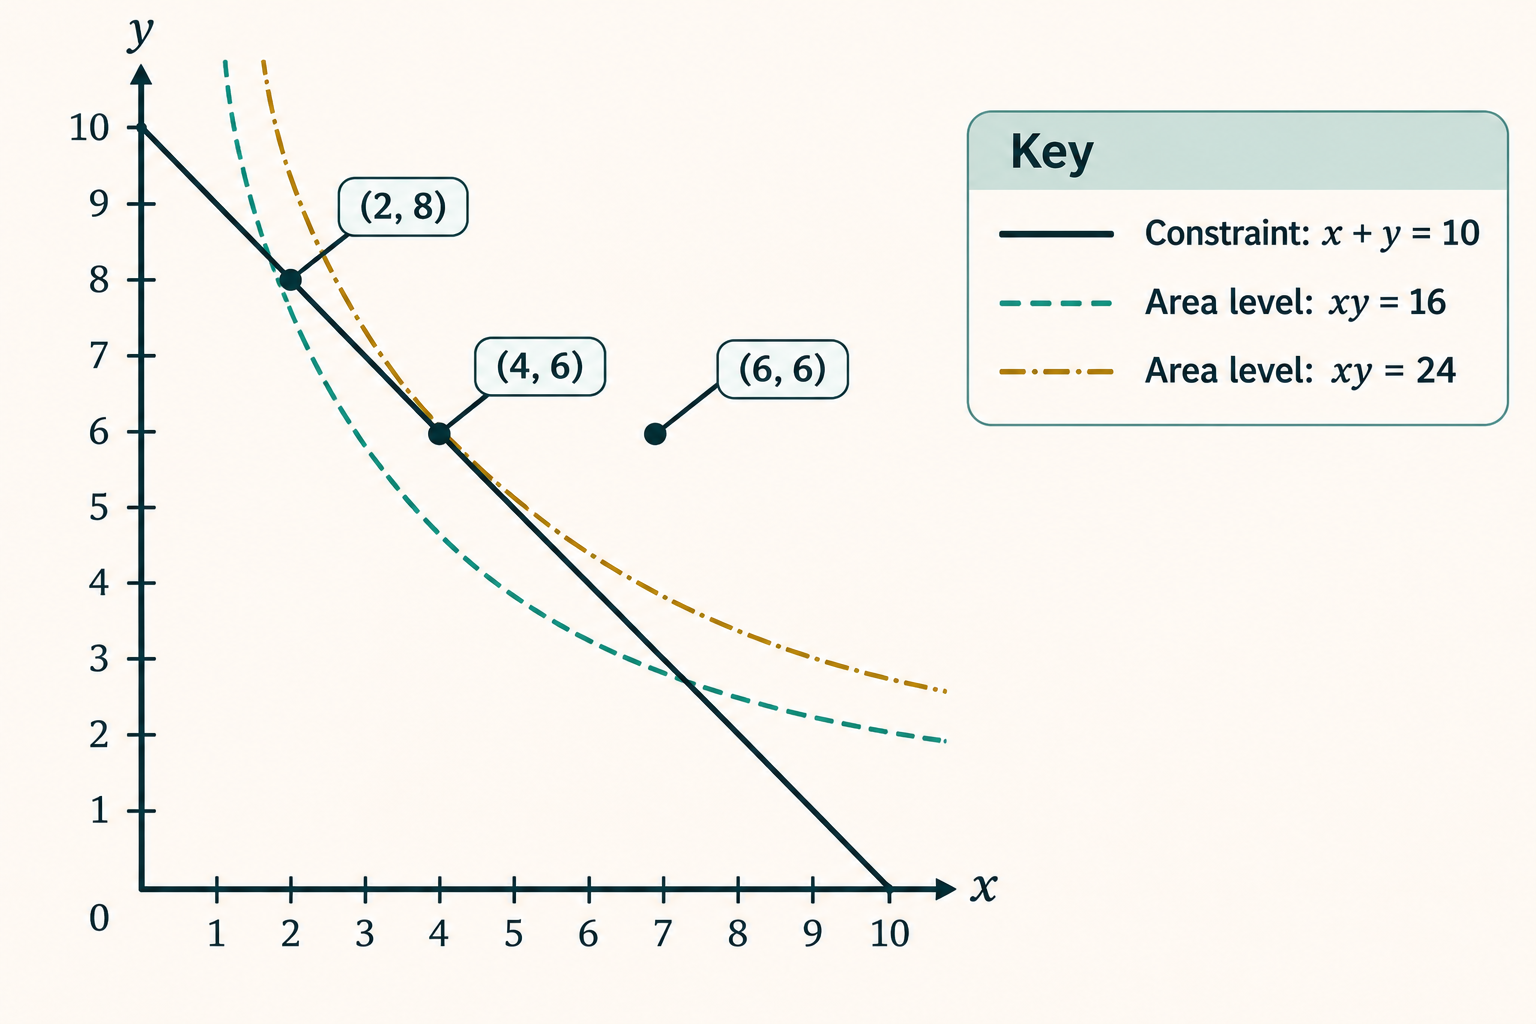 y
10
9
8
7
6
5
4
3
2
1
0
1 2 3 4 5 6 7 8 9 10
x
(2, 8)
(4, 6)
(6, 6)
Key
Constraint: x + y = 10
Area level: xy = 16
Area level: xy = 24